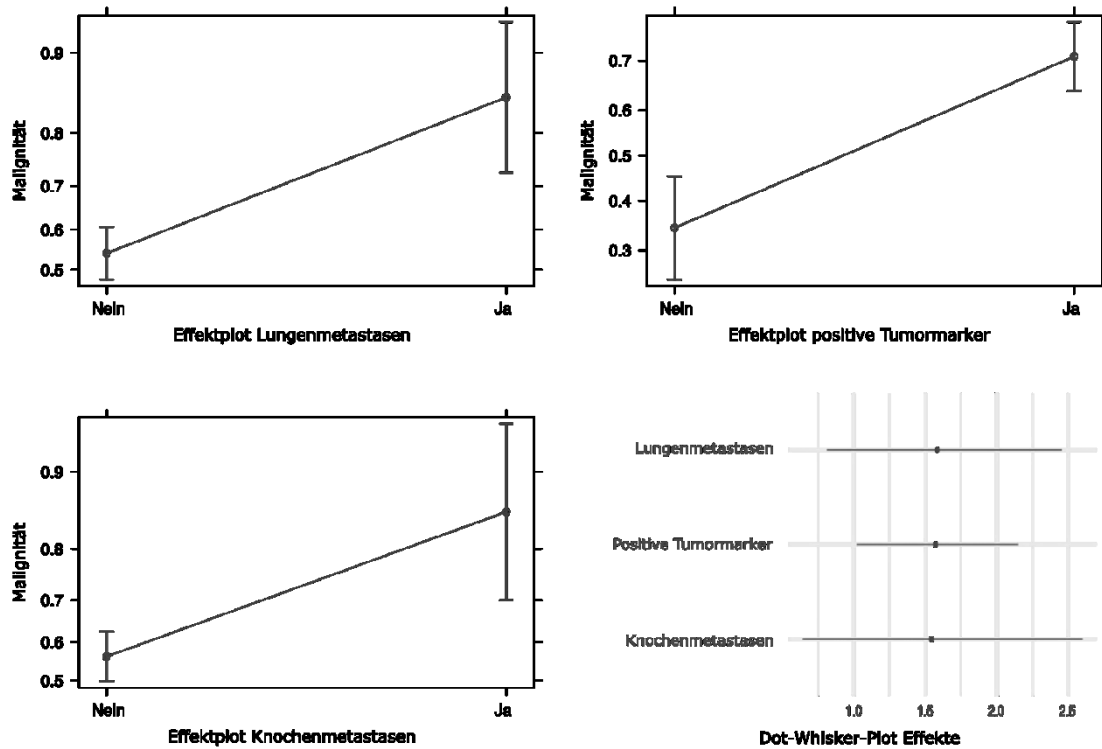 Malignität
0.9
0.8
0.7
0.6
0.5
Nein
Ja
Effektplot Lungenmetastasen
Malignität
0.7
0.6
0.5
0.4
0.3
Nein
Ja
Effektplot positive Tumormarker
Malignität
0.9
0.8
0.7
0.6
0.5
Nein
Ja
Effektplot Knochenmetastasen
Lungenmetastasen
Positive Tumormarker
Knochenmetastasen
1.0 1.5 2.0 2.5
Dot-Whisker-Plot Effekte